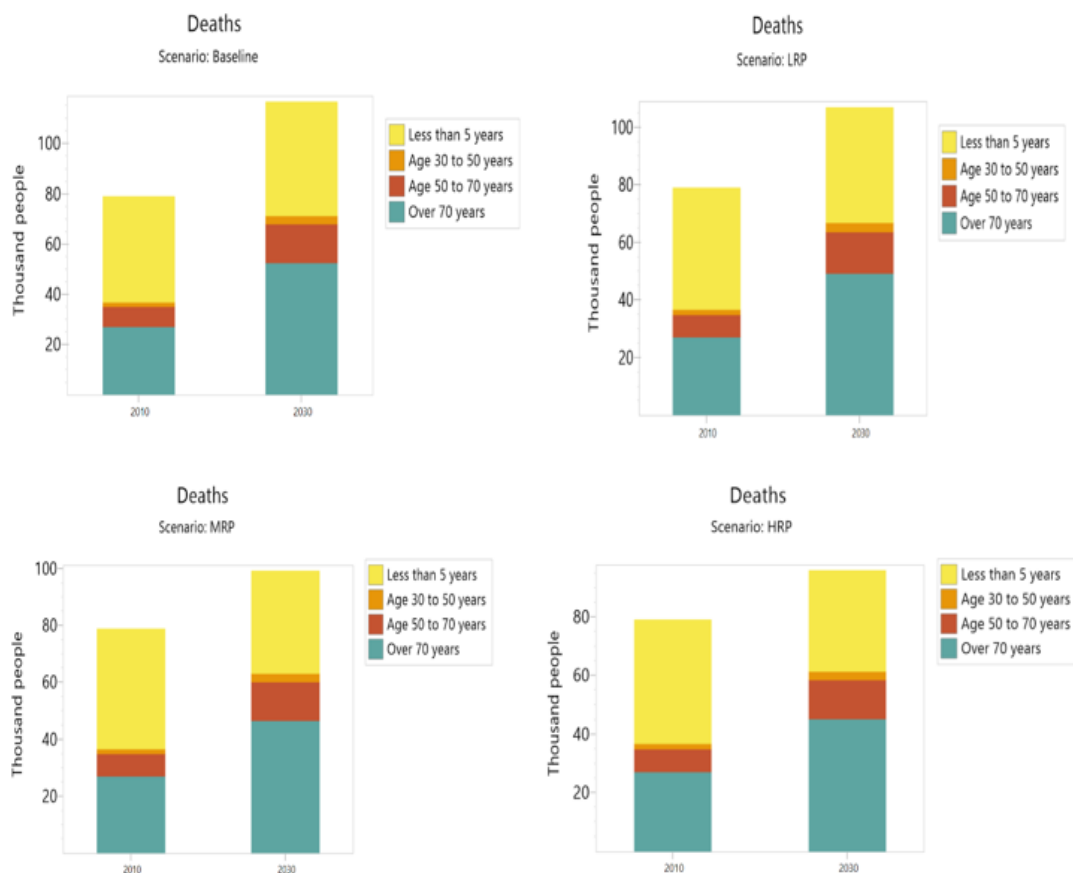 Deaths
Scenario: Baseline
Thousand people
100
80
60
40
20
2010
2030
Less than 5 years
Age 30 to 50 years
Age 50 to 70 years
Over 70 years
Deaths
Scenario: LRP
Thousand people
100
80
60
40
20
2010
2030
Less than 5 years
Age 30 to 50 years
Age 50 to 70 years
Over 70 years
Deaths
Scenario: MRP
Thousand people
100
80
60
40
20
2010
2030
Less than 5 years
Age 30 to 50 years
Age 50 to 70 years
Over 70 years
Deaths
Scenario: HRP
Thousand people
80
60
40
20
2010
2030
Less than 5 years
Age 30 to 50 years
Age 50 to 70 years
Over 70 years